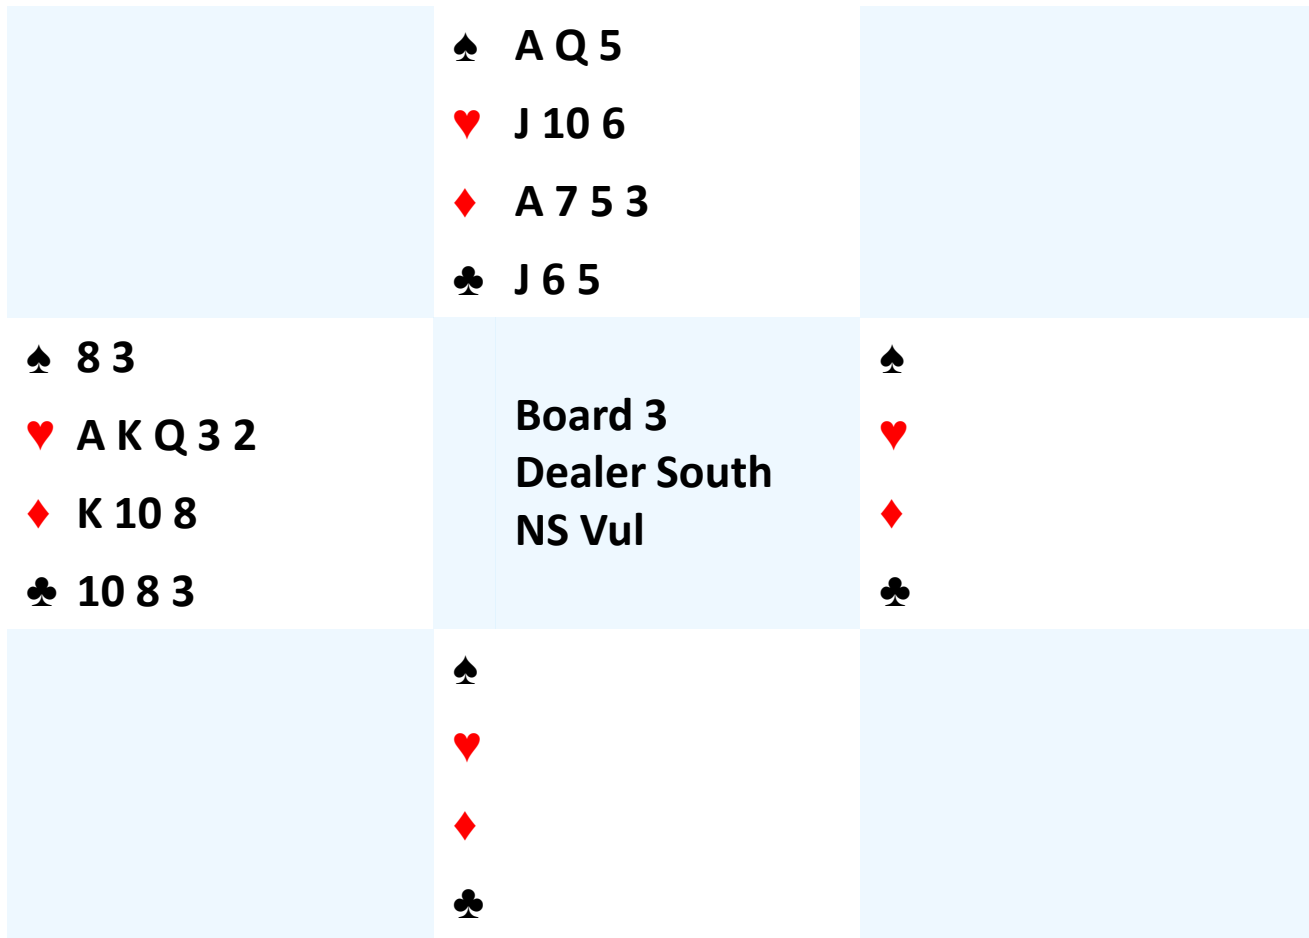 ♠ A Q 5
♥ J 10 6
♦ A 7 5 3
♣ J 6 5
♠ 8 3
♥ A K Q 3 2
♦ K 10 8
♣ 10 8 3
Board 3
Dealer South
NS Vul
♠
♥
♦
♣
♠
♥
♦
♣